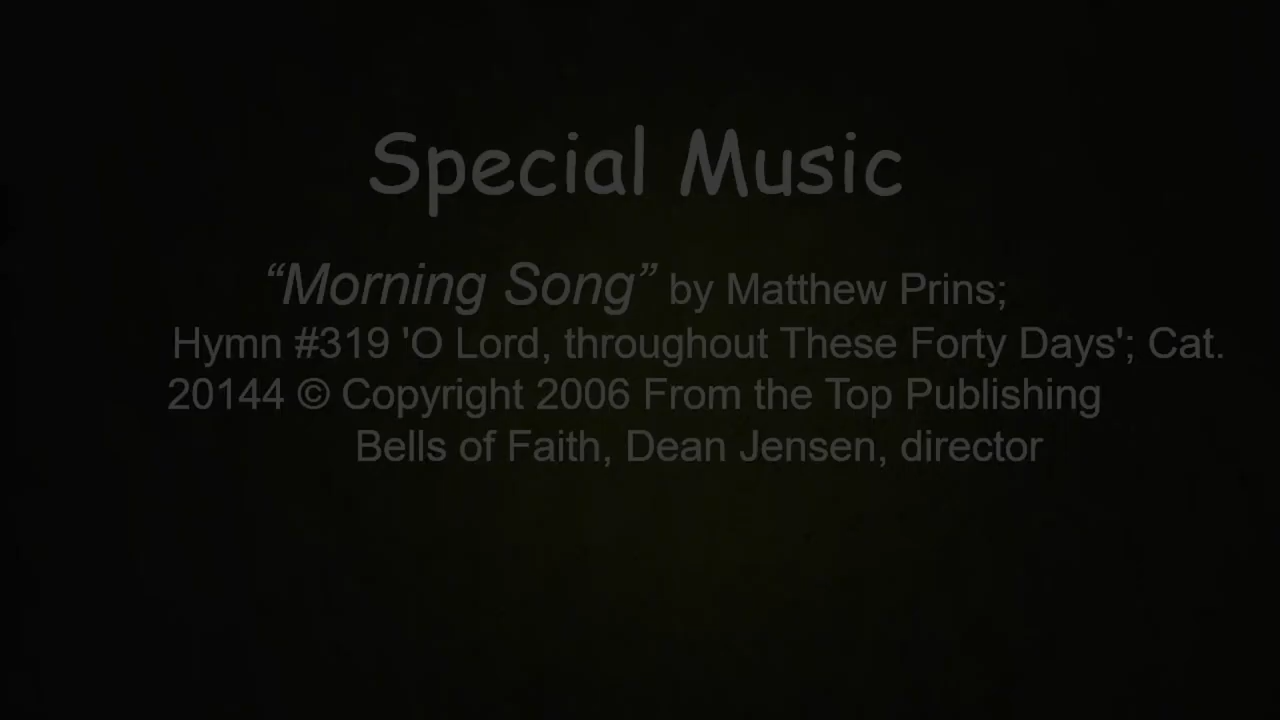 Special Music
“Morning Song” by Matthew Prins;
Hymn #319 'O Lord, throughout These Forty Days'; Cat.
20144 © Copyright 2006 From the Top Publishing
Bells of Faith, Dean Jensen, director